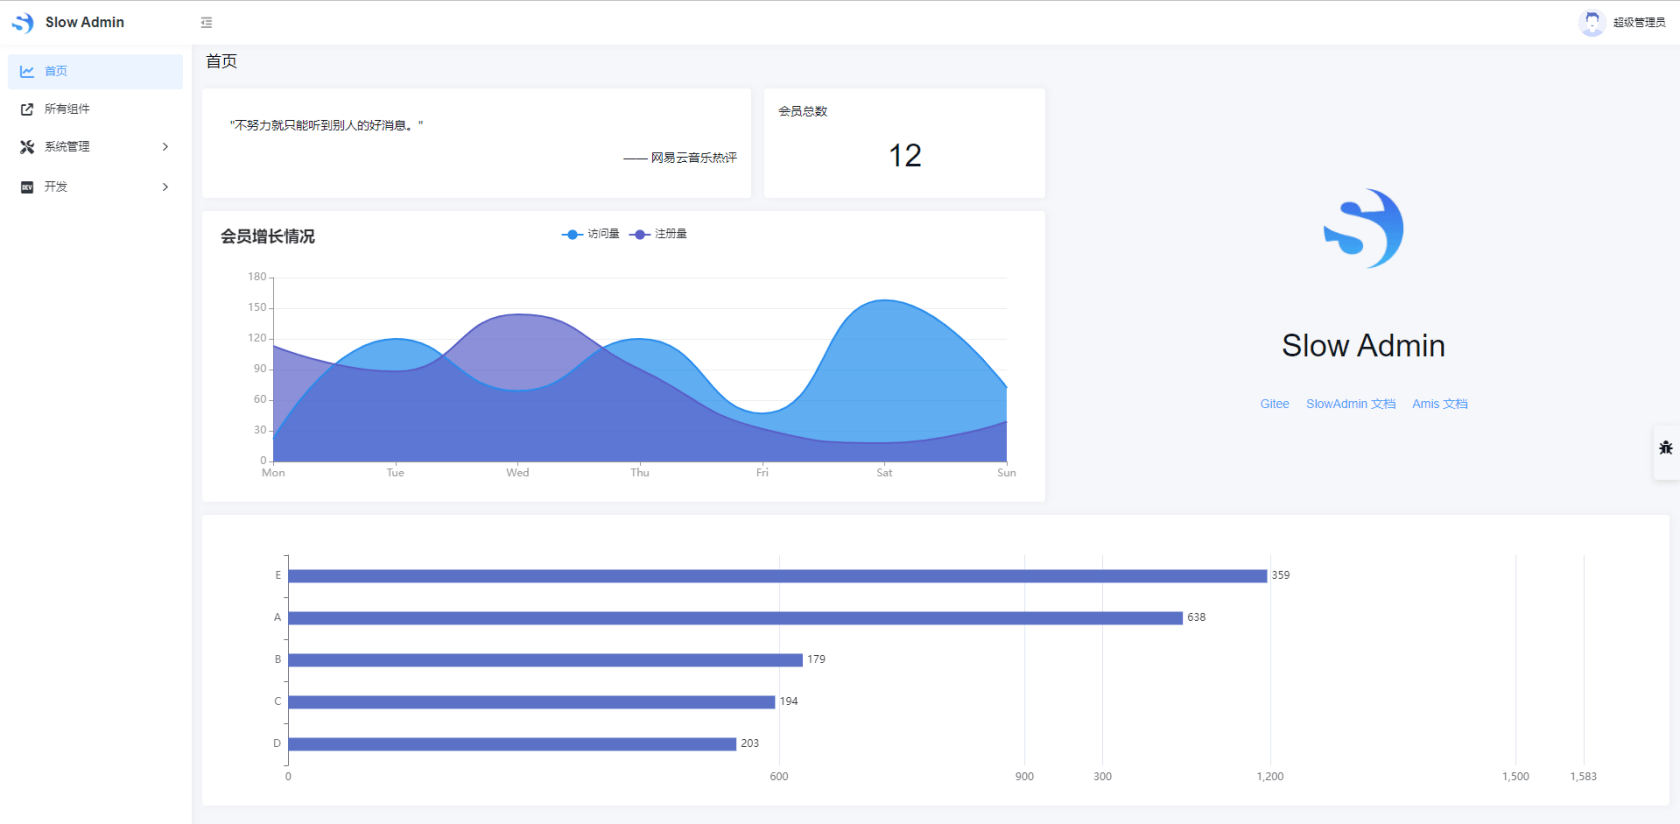 Slow Admin
超级管理员
首页
所有组件
系统管理
DEV 开发
首页
"不努力就只能听到别人的好消息。"
—— 网易云音乐热评
会员总数
12
会员增长情况
访问量 注册量
180
150
120
90
60
30
0
Mon Tue Wed Thu Fri Sat Sun
Slow Admin
Gitee SlowAdmin 文档 Amis 文档
E 359
A 638
B 179
C 194
D 203
0 600 900 300 1,200 1,500 1,583